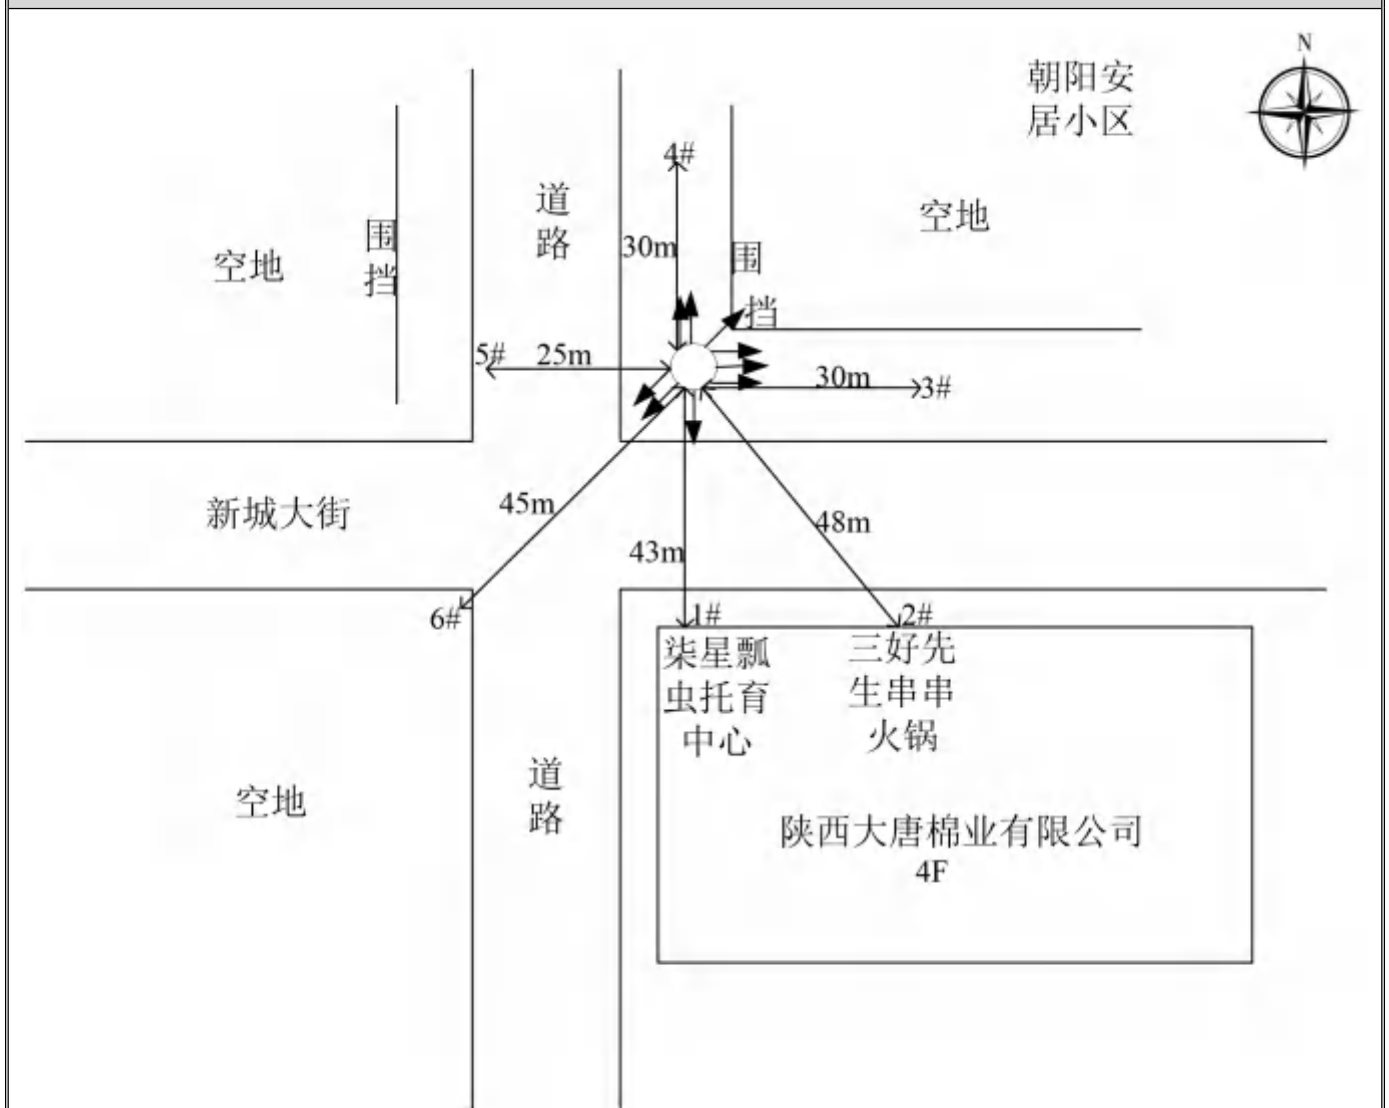 N
朝阳安
居小区
4#
道
路
空地
30m
围
挡
围
挡
空地
5#
25m
30m
3#
新城大街
45m
48m
43m
6#
1#
2#
柒星瓢
虫托育
中心
三好先
生串串
火锅
道
路
空地
陕西大唐棉业有限公司
4F